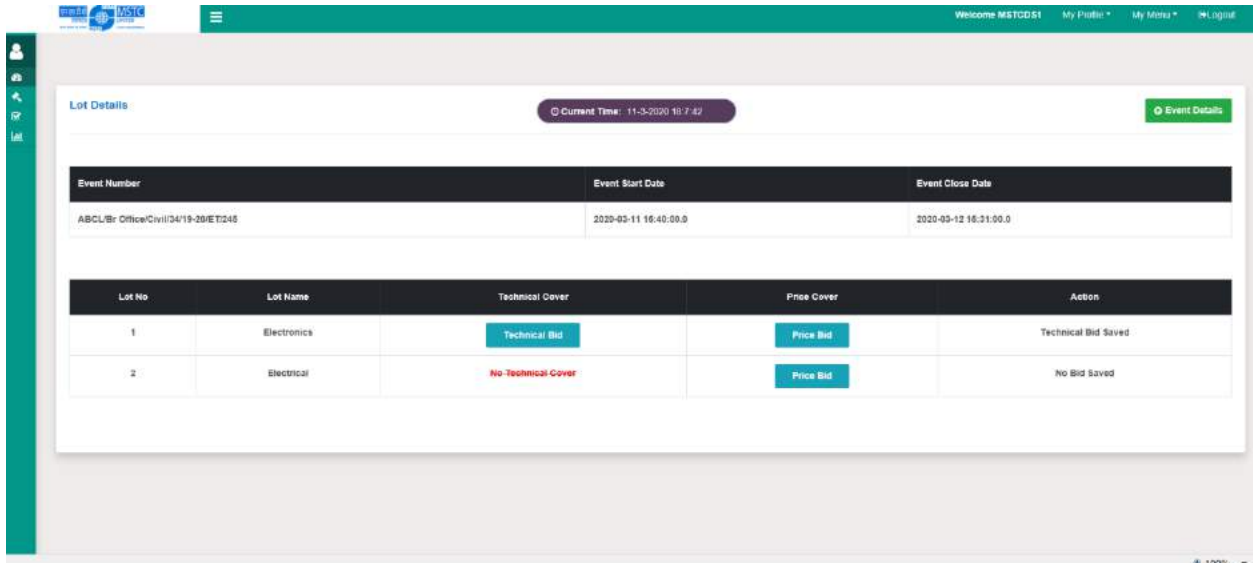 MSTC
Welcome MSTCDS1 My Profile My Menu Logout
Lot Details
Current Time: 11-3-2020 18:7:42
Event Details
Event Number Event Start Date Event Close Date
ABCL/Br Office/Civil/34/19-20/ET/246 2020-03-11 16:40:00.0 2020-03-12 16:31:00.0
Lot No Lot Name Technical Cover Price Cover Action
1 Electronics Technical Bid Price Bid Technical Bid Saved
2 Electrical No Technical Cover Price Bid No Bid Saved
100%